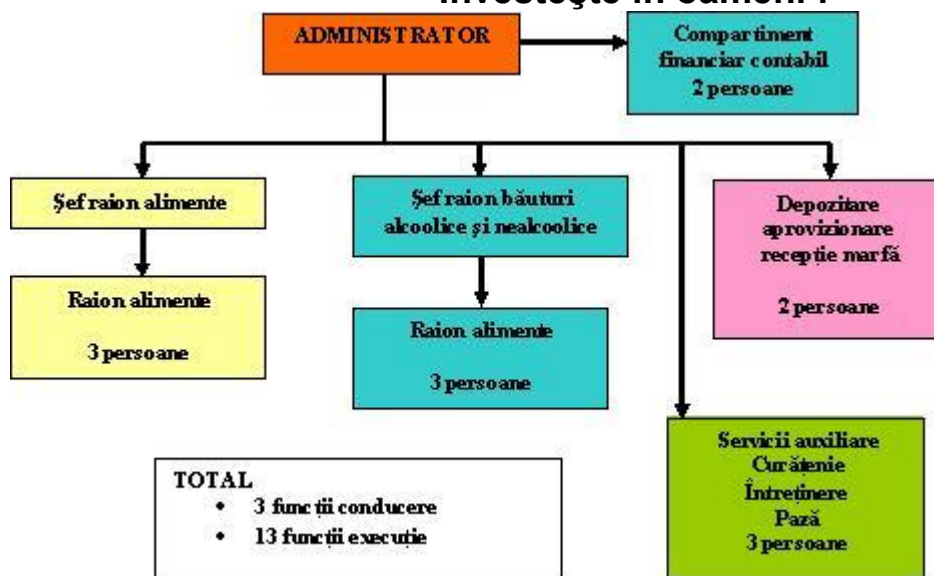 ADMINISTRATOR
Compartiment
financiar contabil
2 persoane
Şef raion alimente
Şef raion băuturi
alcoolice şi nealcoolice
Depozitare
aprovizionare
recepţie marfă
2 persoane
Raion alimente
3 persoane
Raion alimente
3 persoane
Servicii auxiliare
Curăţenie
Întreţinere
Pază
3 persoane
TOTAL
• 3 funcţii conducere
• 13 funcţii execuţie